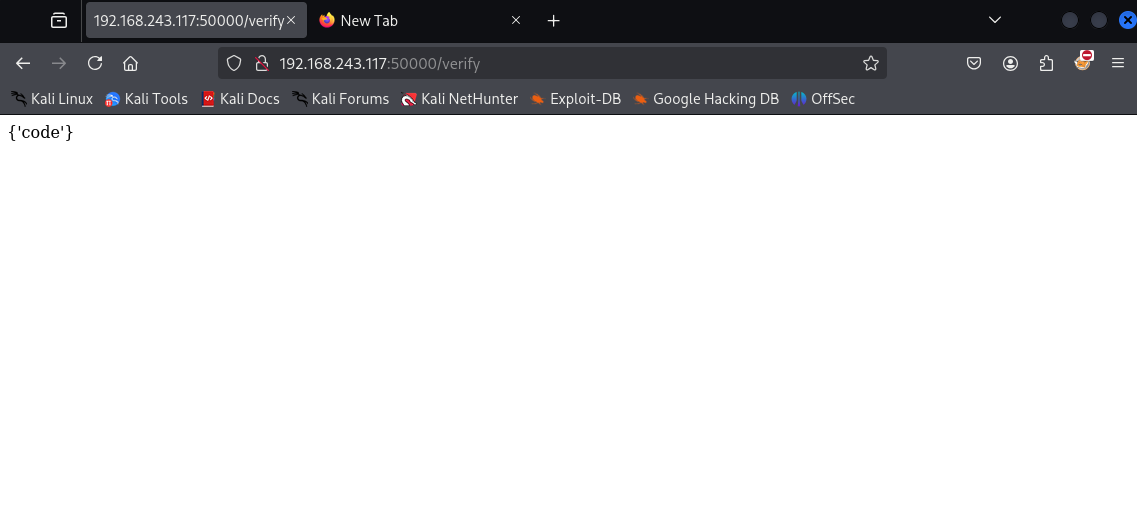 192.168.243.117:50000/verify New Tab
192.168.243.117:50000/verify
Kali Linux Kali Tools Kali Docs Kali Forums Kali NetHunter Exploit-DB Google Hacking DB OffSec
{'code'}